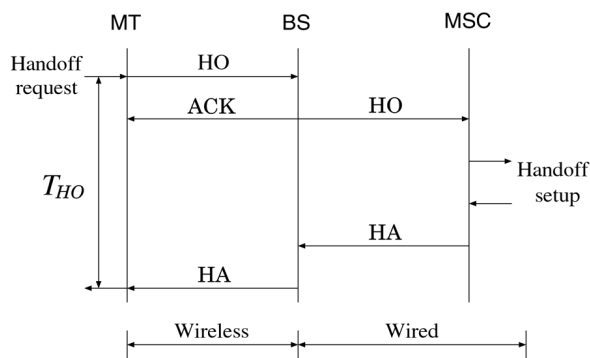 MT BS MSC
Handoff
request
HO
ACK HO
T_HO
Handoff
setup
HA
HA
Wireless Wired